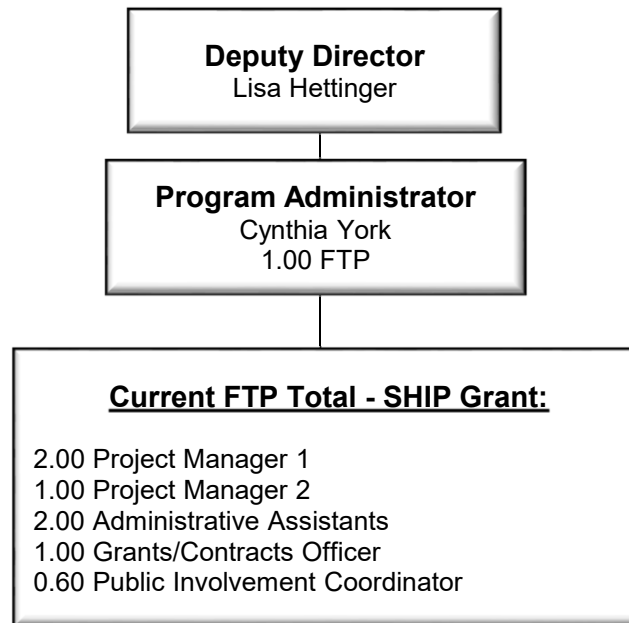 Deputy Director
Lisa Hettinger
Program Administrator
Cynthia York
1.00 FTP
Current FTP Total - SHIP Grant:
2.00 Project Manager 1
1.00 Project Manager 2
2.00 Administrative Assistants
1.00 Grants/Contracts Officer
0.60 Public Involvement Coordinator